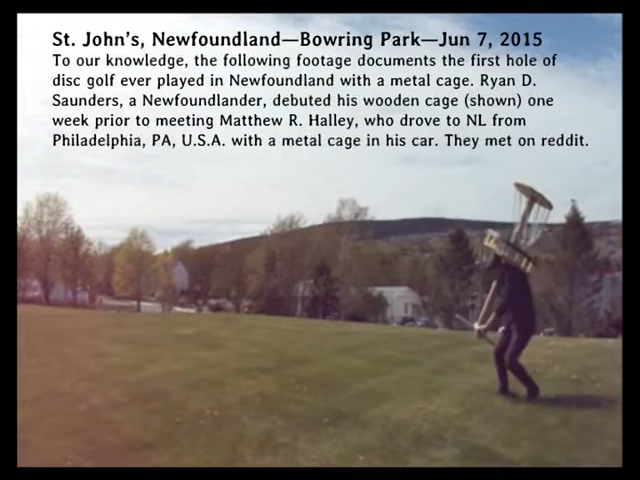 St. John's, Newfoundland—Bowring Park—Jun 7, 2015
To our knowledge, the following footage documents the first hole of
disc golf ever played in Newfoundland with a metal cage. Ryan D.
Saunders, a Newfoundlander, debuted his wooden cage (shown) one
week prior to meeting Matthew R. Halley, who drove to NL from
Philadelphia, PA, U.S.A. with a metal cage in his car. They met on reddit.